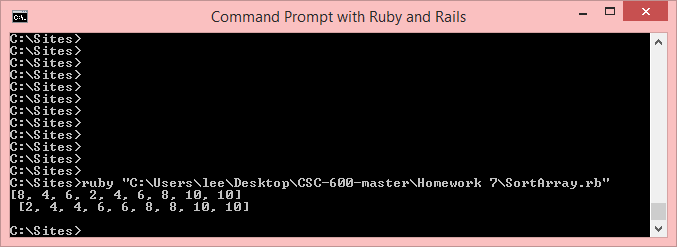 Command Prompt with Ruby and Rails
C:\Sites>
C:\Sites>
C:\Sites>
C:\Sites>
C:\Sites>
C:\Sites>
C:\Sites>
C:\Sites>
C:\Sites>
C:\Sites>
C:\Sites>
C:\Sites>
C:\Sites>ruby "C:\Users\lee\Desktop\CSC-600-master\Homework 7\SortArray.rb"
[8, 4, 6, 2, 4, 6, 8, 10, 10]
[2, 4, 4, 6, 6, 8, 8, 10, 10]
C:\Sites>